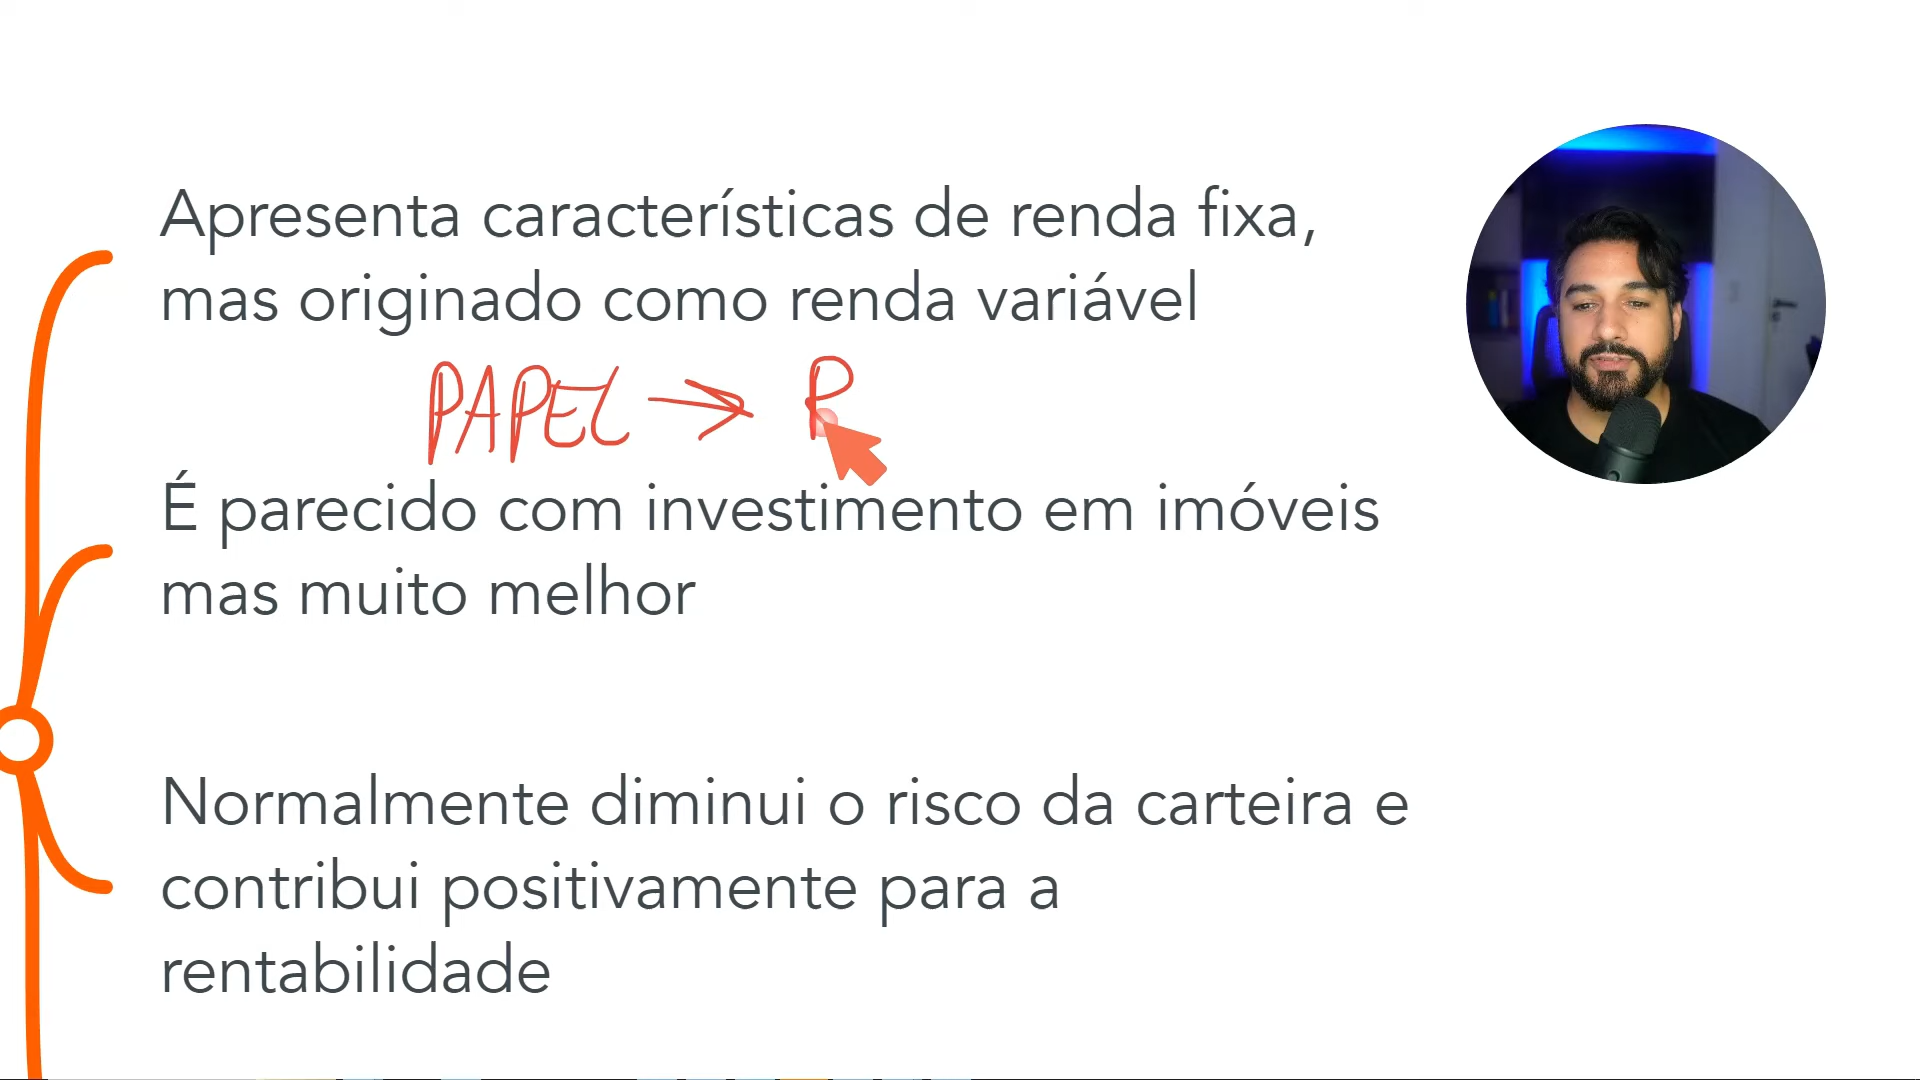 Apresenta características de renda fixa,
mas originado como renda variável
PAPEL → R
É parecido com investimento em imóveis
mas muito melhor
Normalmente diminui o risco da carteira e
contribui positivamente para a
rentabilidade